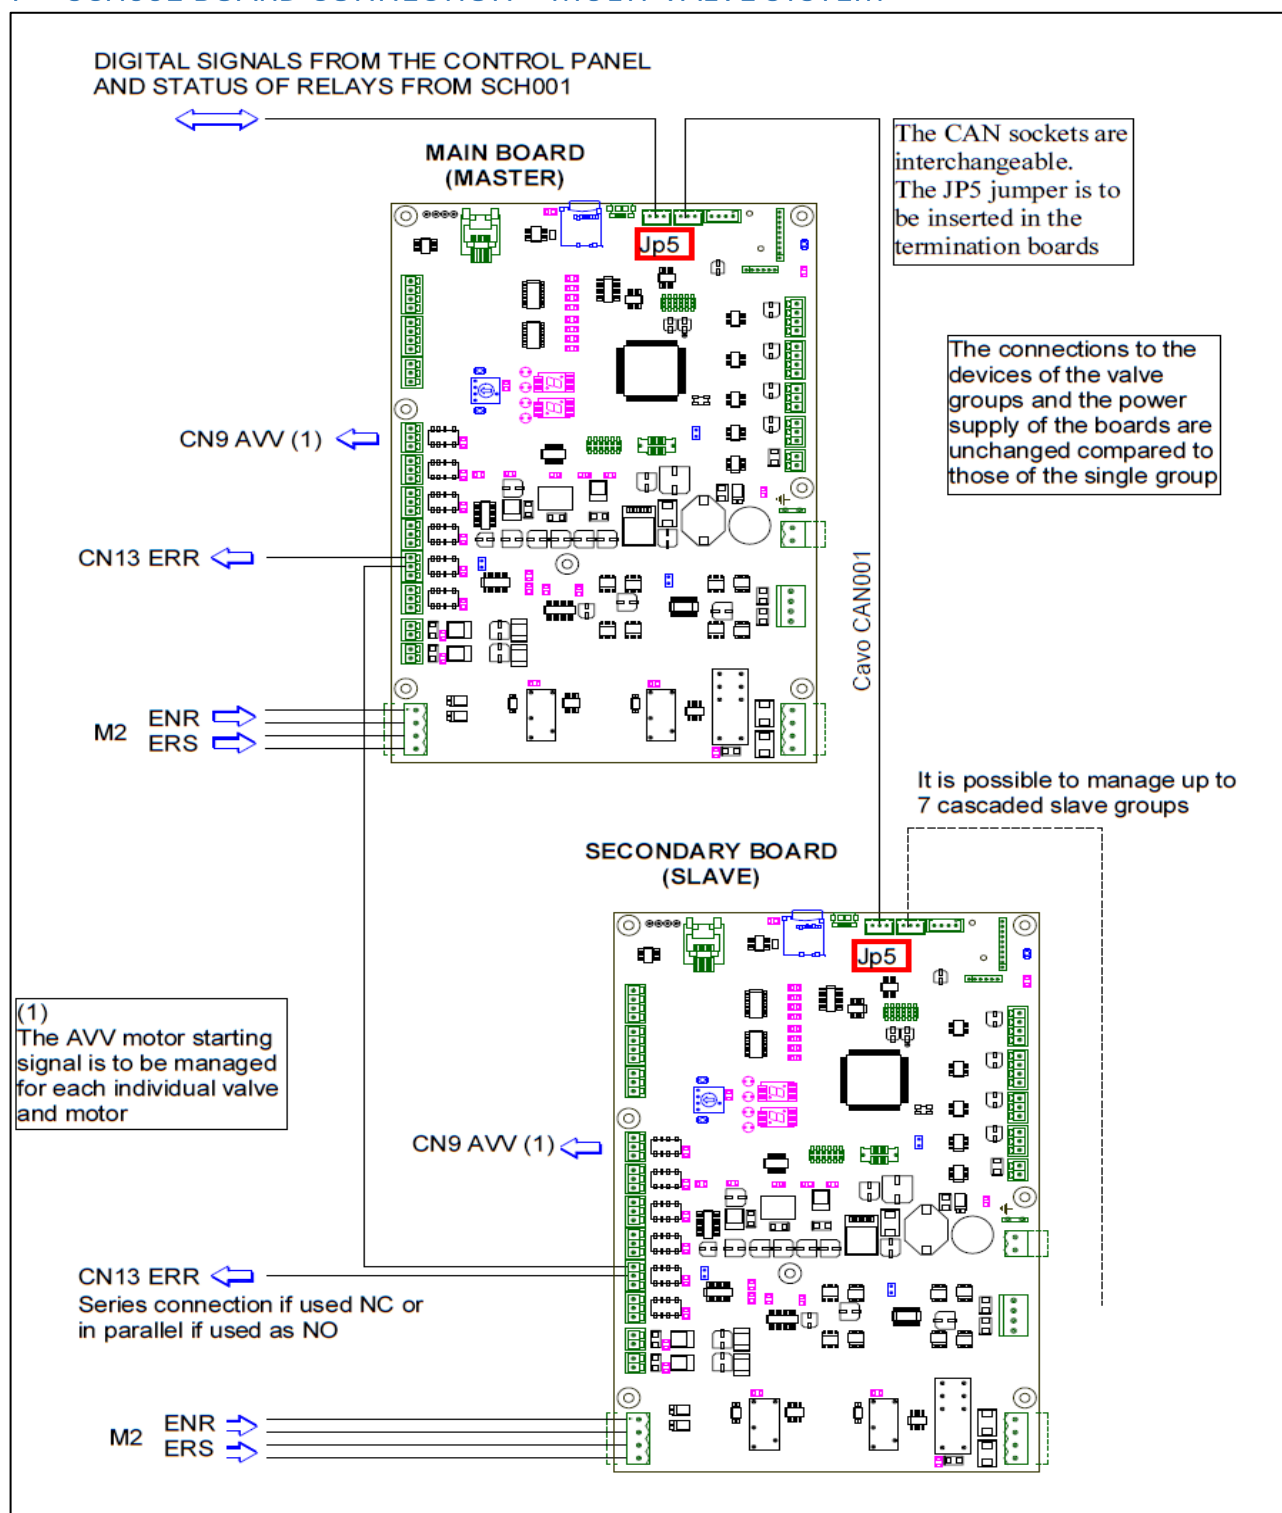 DIGITAL SIGNALS FROM THE CONTROL PANEL
AND STATUS OF RELAYS FROM SCH001
MAIN BOARD
(MASTER)
The CAN sockets are
interchangeable.
The JP5 jumper is to
be inserted in the
termination boards
Jp5
The connections to the
devices of the valve
groups and the power
supply of the boards are
unchanged compared to
those of the single group
CN9 AVV (1)
CN13 ERR
Cavo CAN001
M2
ENR
ERS
It is possible to manage up to
7 cascaded slave groups
SECONDARY BOARD
(SLAVE)
Jp5
(1)
The AVV motor starting
signal is to be managed
for each individual valve
and motor
CN9 AVV (1)
CN13 ERR
Series connection if used NC or
in parallel if used as NO
M2
ENR
ERS